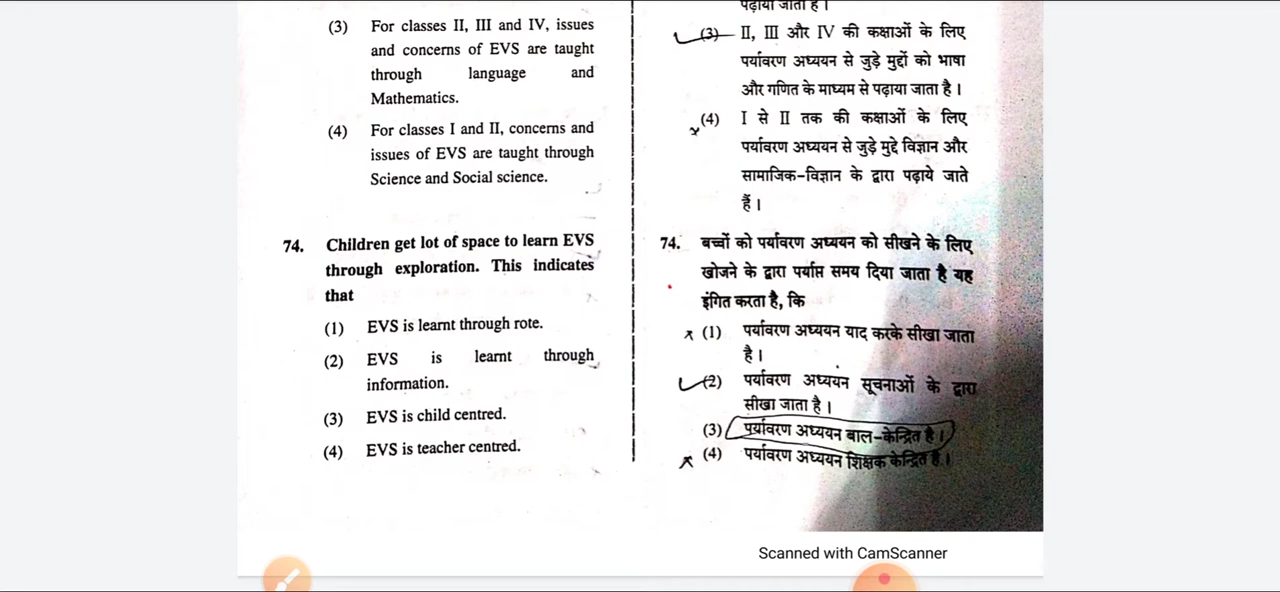 (3) For classes II, III and IV, issues
and concerns of EVS are taught
through language and
Mathematics.
(4) For classes I and II, concerns and
issues of EVS are taught through
Science and Social science.
74. Children get lot of space to learn EVS
through exploration. This indicates
that
(1) EVS is learnt through rote.
(2) EVS is learnt through
information.
(3) EVS is child centred.
(4) EVS is teacher centred.
पढ़ाया जाता है।
(3) II, III और IV की कक्षाओं के लिए
पर्यावरण अध्ययन से जुड़े मुद्दों को भाषा
और गणित के माध्यम से पढ़ाया जाता है।
(4) I से II तक की कक्षाओं के लिए
पर्यावरण अध्ययन से जुड़े मुद्दे विज्ञान और
सामाजिक-विज्ञान के द्वारा पढ़ाये जाते
हैं।
74. बच्चों को पर्यावरण अध्ययन को सीखने के लिए
खोजने के द्वारा पर्याप्त समय दिया जाता है यह
इंगित करता है, कि
(1) पर्यावरण अध्ययन याद करके सीखा जाता
है।
(2) पर्यावरण अध्ययन सूचनाओं के द्वारा
सीखा जाता है।
(3) पर्यावरण अध्ययन बाल-केन्द्रित है।
(4) पर्यावरण अध्ययन शिक्षक केन्द्रित है।
Scanned with CamScanner